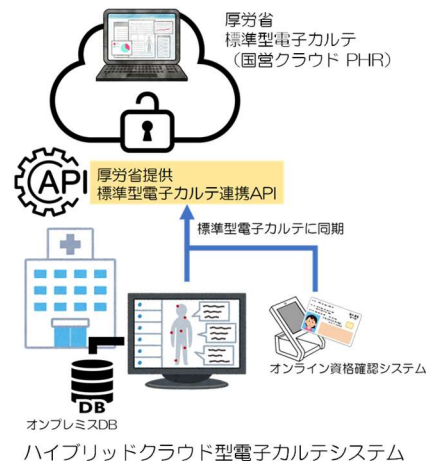 厚労省
標準型電子カルテ
（国営クラウド PHR）
API
厚労省提供
標準型電子カルテ連携API
標準型電子カルテに同期
オンライン資格確認システム
DB
オンプレミスDB
ハイブリッドクラウド型電子カルテシステム